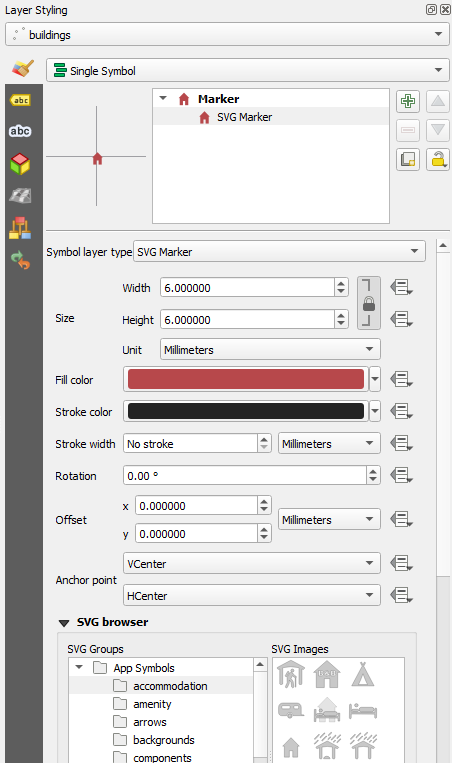 Layer Styling
buildings
Single Symbol
abc
abc
Marker
SVG Marker
Symbol layer type SVG Marker
Width 6.000000
Size
Height 6.000000
Unit Millimeters
Fill color
Stroke color
Stroke width No stroke Millimeters
Rotation 0.00 °
x 0.000000
Offset Millimeters
y 0.000000
VCenter
Anchor point
HCenter
SVG browser
SVG Groups SVG Images
App Symbols
accommodation
amenity
arrows
backgrounds
components